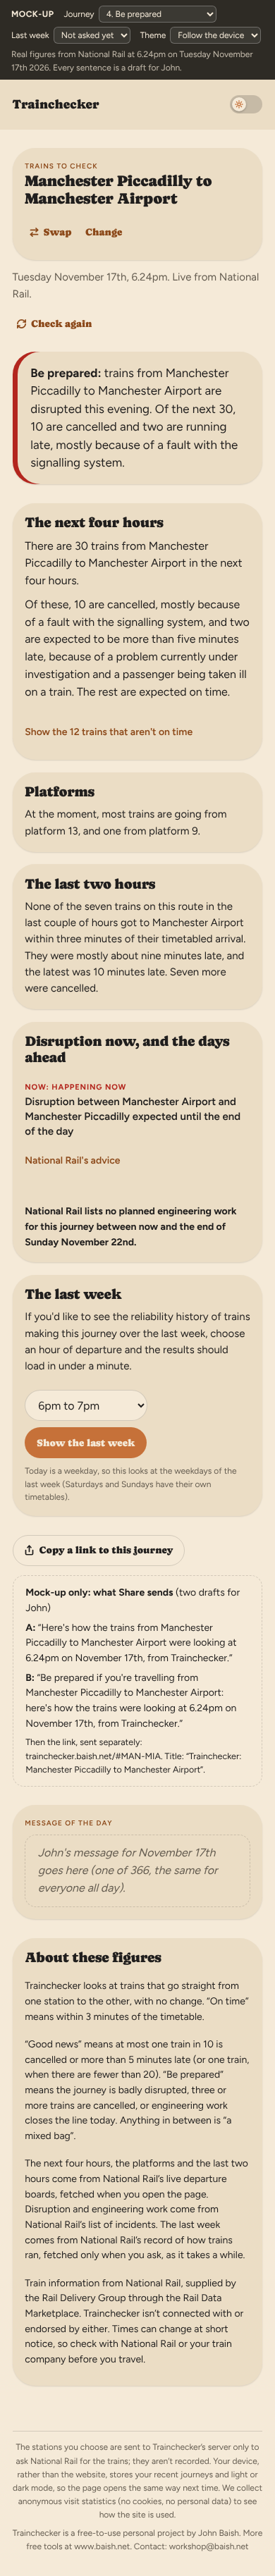 MOCK-UP Journey 4. Be prepared
Last week Not asked yet Theme Follow the device
Real figures from National Rail at 6.24pm on Tuesday November
17th 2026. Every sentence is a draft for John.
Trainchecker
TRAINS TO CHECK
Manchester Piccadilly to
Manchester Airport
Swap Change
Tuesday November 17th, 6.24pm. Live from National
Rail.
Check again
Be prepared: trains from Manchester
Piccadilly to Manchester Airport are
disrupted this evening. Of the next 30,
10 are cancelled and two are running
late, mostly because of a fault with the
signalling system.
The next four hours
There are 30 trains from Manchester
Piccadilly to Manchester Airport in the next
four hours.
Of these, 10 are cancelled, mostly because
of a fault with the signalling system, and two
are expected to be more than five minutes
late, because of a problem currently under
investigation and a passenger being taken ill
on a train. The rest are expected on time.
Show the 12 trains that aren't on time
Platforms
At the moment, most trains are going from
platform 13, and one from platform 9.
The last two hours
None of the seven trains on this route in the
last couple of hours got to Manchester Airport
within three minutes of their timetabled arrival.
They were mostly about nine minutes late, and
the latest was 10 minutes late. Seven more
were cancelled.
Disruption now, and the days
ahead
NOW: HAPPENING NOW
Disruption between Manchester Airport and
Manchester Piccadilly expected until the end
of the day
National Rail's advice
National Rail lists no planned engineering work
for this journey between now and the end of
Sunday November 22nd.
The last week
If you'd like to see the reliability history of trains
making this journey over the last week, choose
an hour of departure and the results should
load in under a minute.
6pm to 7pm
Show the last week
Today is a weekday, so this looks at the weekdays of the
last week (Saturdays and Sundays have their own
timetables).
Copy a link to this journey
Mock-up only: what Share sends (two drafts for
John)
A: “Here's how the trains from Manchester
Piccadilly to Manchester Airport were looking at
6.24pm on November 17th, from Trainchecker.”
B: “Be prepared if you're travelling from
Manchester Piccadilly to Manchester Airport:
here's how the trains were looking at 6.24pm on
November 17th, from Trainchecker.”
Then the link, sent separately:
trainchecker.baish.net/#MAN-MIA. Title: “Trainchecker:
Manchester Piccadilly to Manchester Airport”.
MESSAGE OF THE DAY
John's message for November 17th
goes here (one of 366, the same for
everyone all day).
About these figures
Trainchecker looks at trains that go straight from
one station to the other, with no change. “On time”
means within 3 minutes of the timetable.
“Good news” means at most one train in 10 is
cancelled or more than 5 minutes late (or one train,
when there are fewer than 20). “Be prepared”
means the journey is badly disrupted, three or
more trains are cancelled, or engineering work
closes the line today. Anything in between is “a
mixed bag”.
The next four hours, the platforms and the last two
hours come from National Rail's live departure
boards, fetched when you open the page.
Disruption and engineering work come from
National Rail's list of incidents. The last week
comes from National Rail's record of how trains
ran, fetched only when you ask, as it takes a while.
Train information from National Rail, supplied by
the Rail Delivery Group through the Rail Data
Marketplace. Trainchecker isn't connected with or
endorsed by either. Times can change at short
notice, so check with National Rail or your train
company before you travel.
The stations you choose are sent to Trainchecker's server only to
ask National Rail for the trains; they aren't recorded. Your device,
rather than the website, stores your recent journeys and light or
dark mode, so the page opens the same way next time. We collect
anonymous visit statistics (no cookies, no personal data) to see
how the site is used.
Trainchecker is a free-to-use personal project by John Baish. More
free tools at www.baish.net. Contact: workshop@baish.net